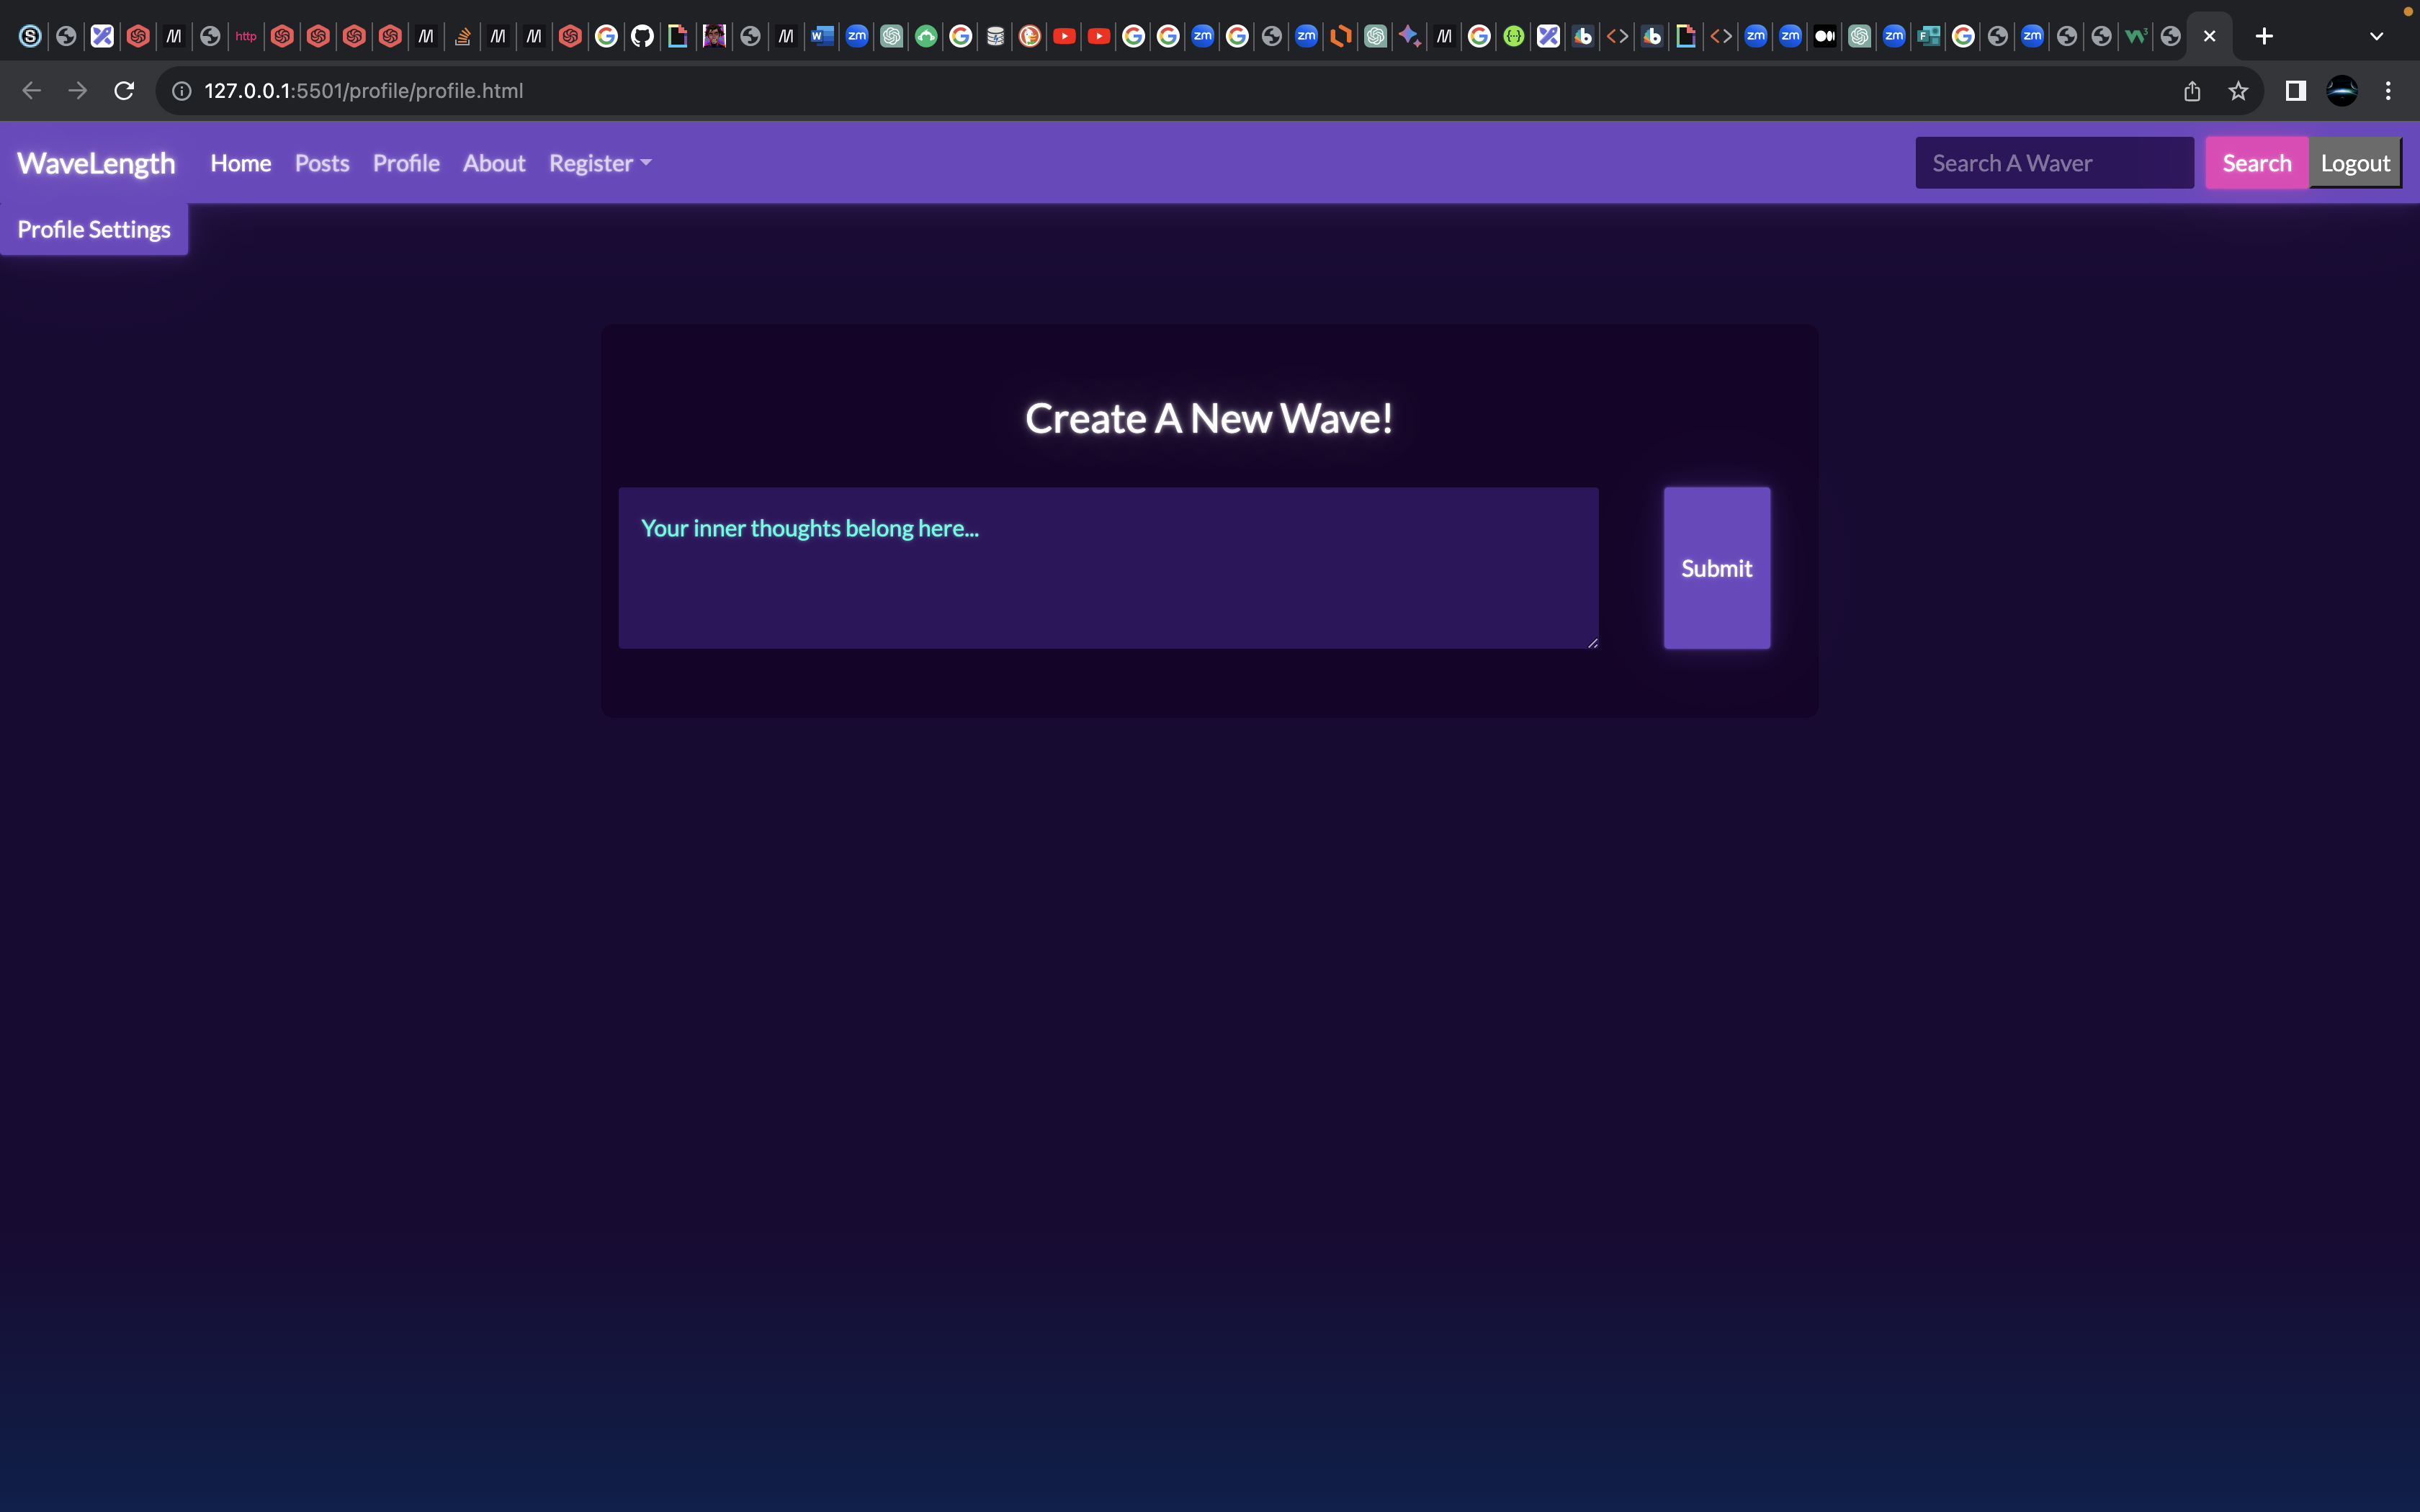 http
127.0.0.1:5501/profile/profile.html
WaveLength Home Posts Profile About Register Search A Waver Search Logout
Profile Settings
Create A New Wave!
Your inner thoughts belong here...
Submit